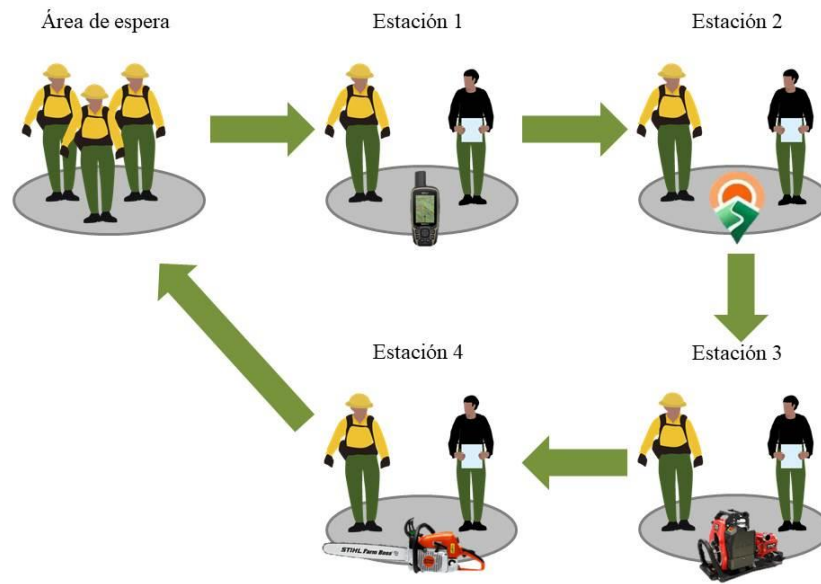 Área de espera
Estación 1
Estación 2
Estación 4
Estación 3
STIHL Farm Boss